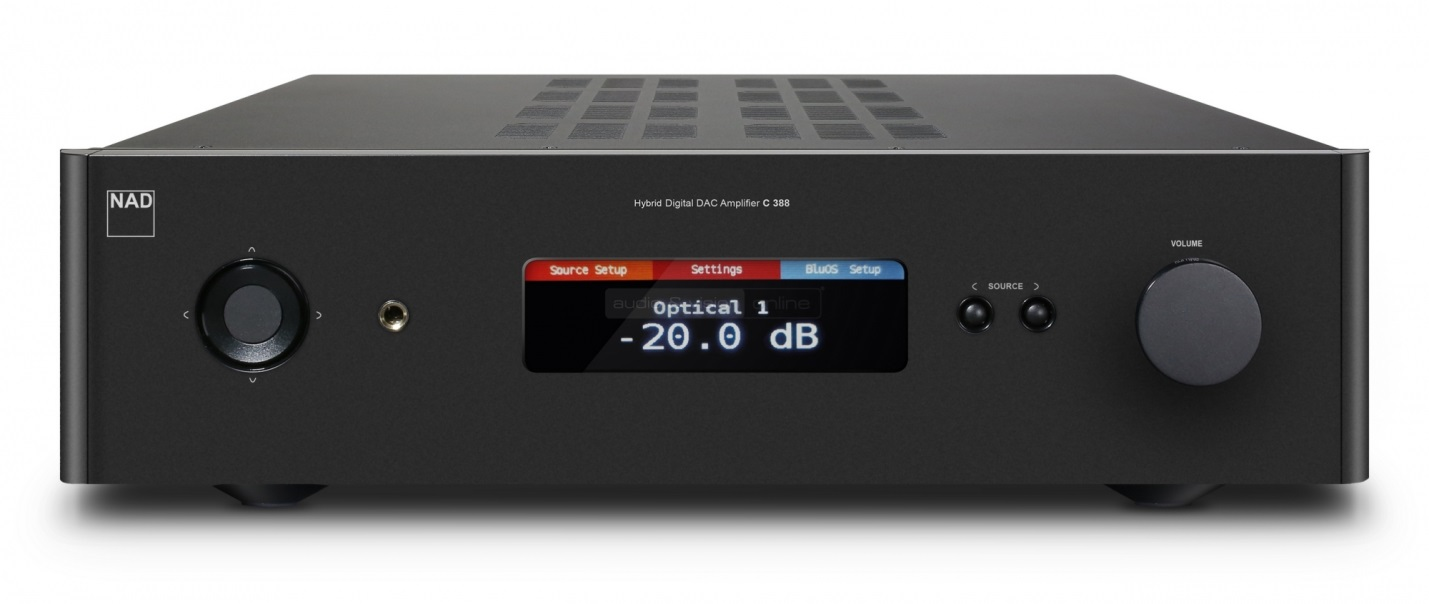 NAD
Hybrid Digital DAC Amplifier C 388
Source Setup Settings BluOS Setup
Optical 1
-20.0 dB
VOLUME
< SOURCE >